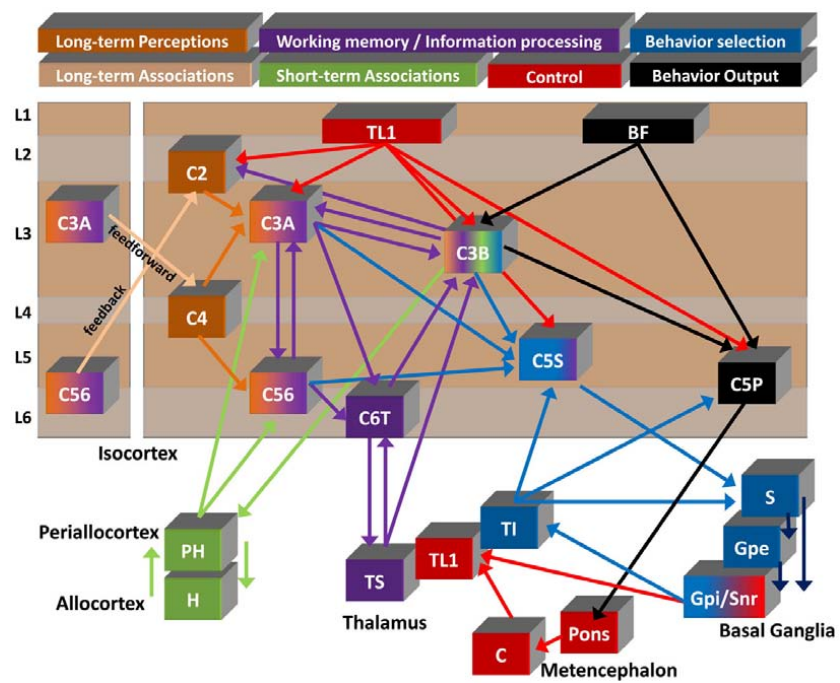 Long-term Perceptions
Working memory / Information processing
Behavior selection
Long-term Associations
Short-term Associations
Control
Behavior Output
L1
TL1
BF
L2
C2
C3A
C3A
L3
C3B
feedforward
feedback
C4
L4
L5
C5S
C56
C56
C5P
C6T
L6
Isocortex
S
Periallocortex
PH
TI
Gpe
TL1
TS
Allocortex
H
Gpi/Snr
Thalamus
Pons
Basal Ganglia
C
Metencephalon